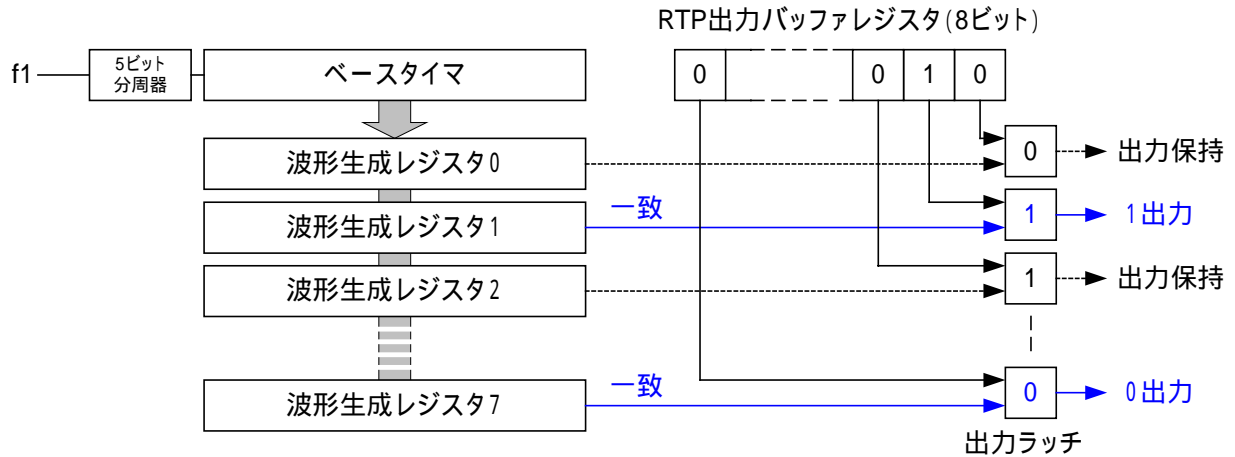 RTP出力バッファレジスタ(8ビット)
f1
5ビット
分周器
ベースタイマ
0
0
1
0
波形生成レジスタ0
0
出力保持
波形生成レジスタ1
一致
1
1出力
波形生成レジスタ2
1
出力保持
波形生成レジスタ7
一致
0
0出力
出力ラッチ